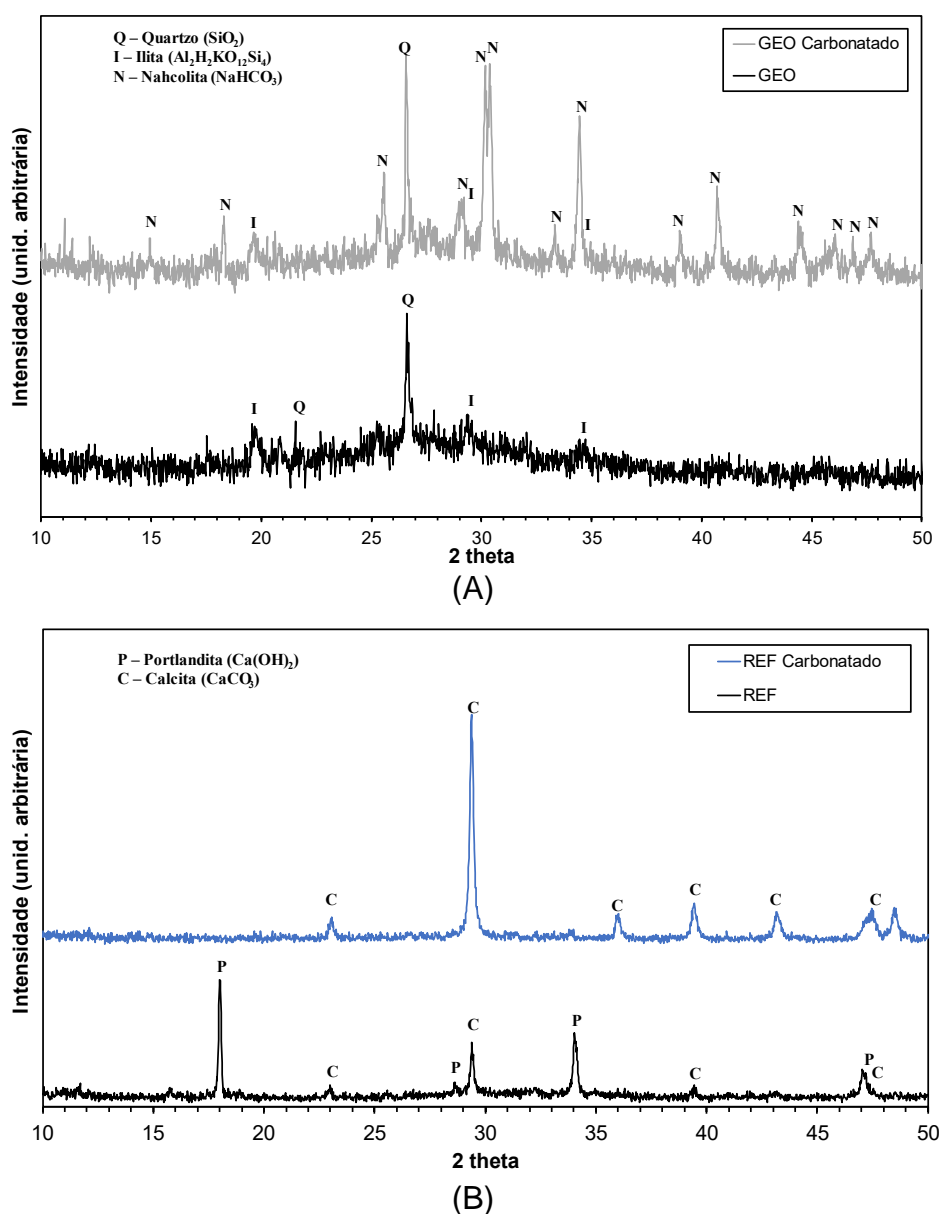 Q – Quartzo (SiO2)
I – Ilita (Al2H2KO12Si4)
N – Nahcolita (NaHCO3)
GEO Carbonatado
GEO
Intensidade (unid. arbitrária)
Q
N N
N
N
N
N
N
I
N
I
N
I
N
N
N N N
Q
I
Q
I
I
10 15 20 25 30 35 40 45 50
2 theta
(A)
P – Portlandita (Ca(OH)2)
C – Calcita (CaCO3)
REF Carbonatado
REF
Intensidade (unid. arbitrária)
C
C
C
C
C
C
P
C
P
C
P
C
P
C
10 15 20 25 30 35 40 45 50
2 theta
(B)